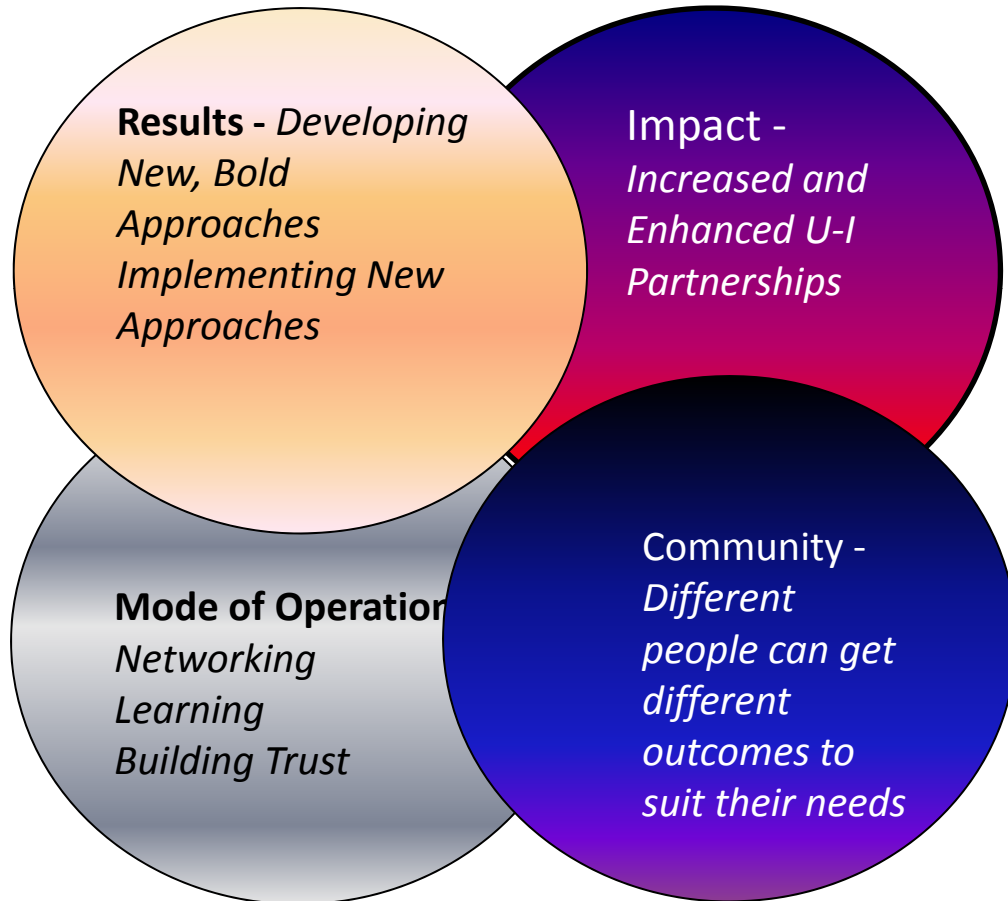 Results - Developing
New, Bold
Approaches
Implementing New
Approaches
Impact -
Increased and
Enhanced U-I
Partnerships
Mode of Operation
Networking
Learning
Building Trust
Community -
Different
people can get
different
outcomes to
suit their needs